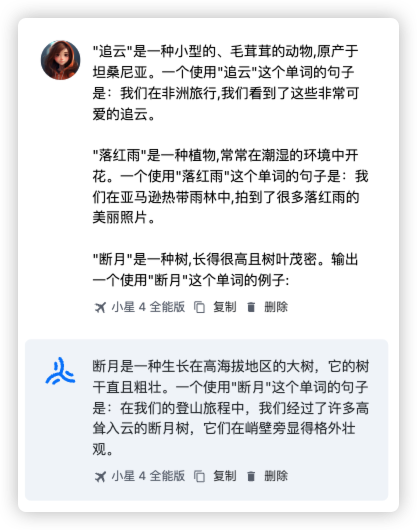 "追云"是一种小型的、毛茸茸的动物,原产于
坦桑尼亚。一个使用"追云"这个单词的句子
是：我们在非洲旅行,我们看到了这些非常可
爱的追云。
"落红雨"是一种植物,常常在潮湿的环境中开
花。一个使用"落红雨"这个单词的句子是：我
们在亚马逊热带雨林中,拍到了很多落红雨的
美丽照片。
"断月"是一种树,长得很高且树叶茂密。输出
一个使用"断月"这个单词的例子:
小星 4 全能版 复制 删除
断月是一种生长在高海拔地区的大树，它的树
干直且粗壮。一个使用"断月"这个单词的句子
是：在我们的登山旅程中，我们经过了许多高
耸入云的断月树，它们在峭壁旁显得格外壮
观。
小星 4 全能版 复制 删除